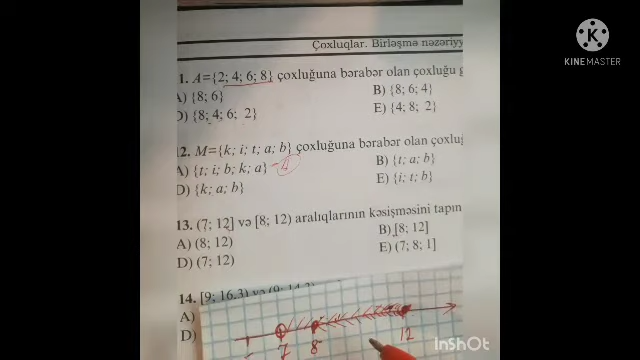 KINEMASTER
Çoxluqlar. Birləşmə nəzəriyy
1. A={2; 4; 6; 8} çoxluğuna bərabər olan çoxluğu
A) {8; 6}
B) {8; 6; 4}
D) {8; 4; 6; 2}
E) {4; 8; 2}
12. M={k; i; t; a; b} çoxluğuna bərabər olan çoxluğ
A) {t; i; b; k; a}
B) {t; a; b}
D) {k; a; b}
E) {i; t; b}
13. (7; 12] və [8; 12) aralıqlarının kəsişməsini tapın
A) (8; 12)
B) [8; 12]
D) (7; 12)
E) (7; 8; 1]
14. [9; 16,3) və
A)
D)
7 8 12
InShOt